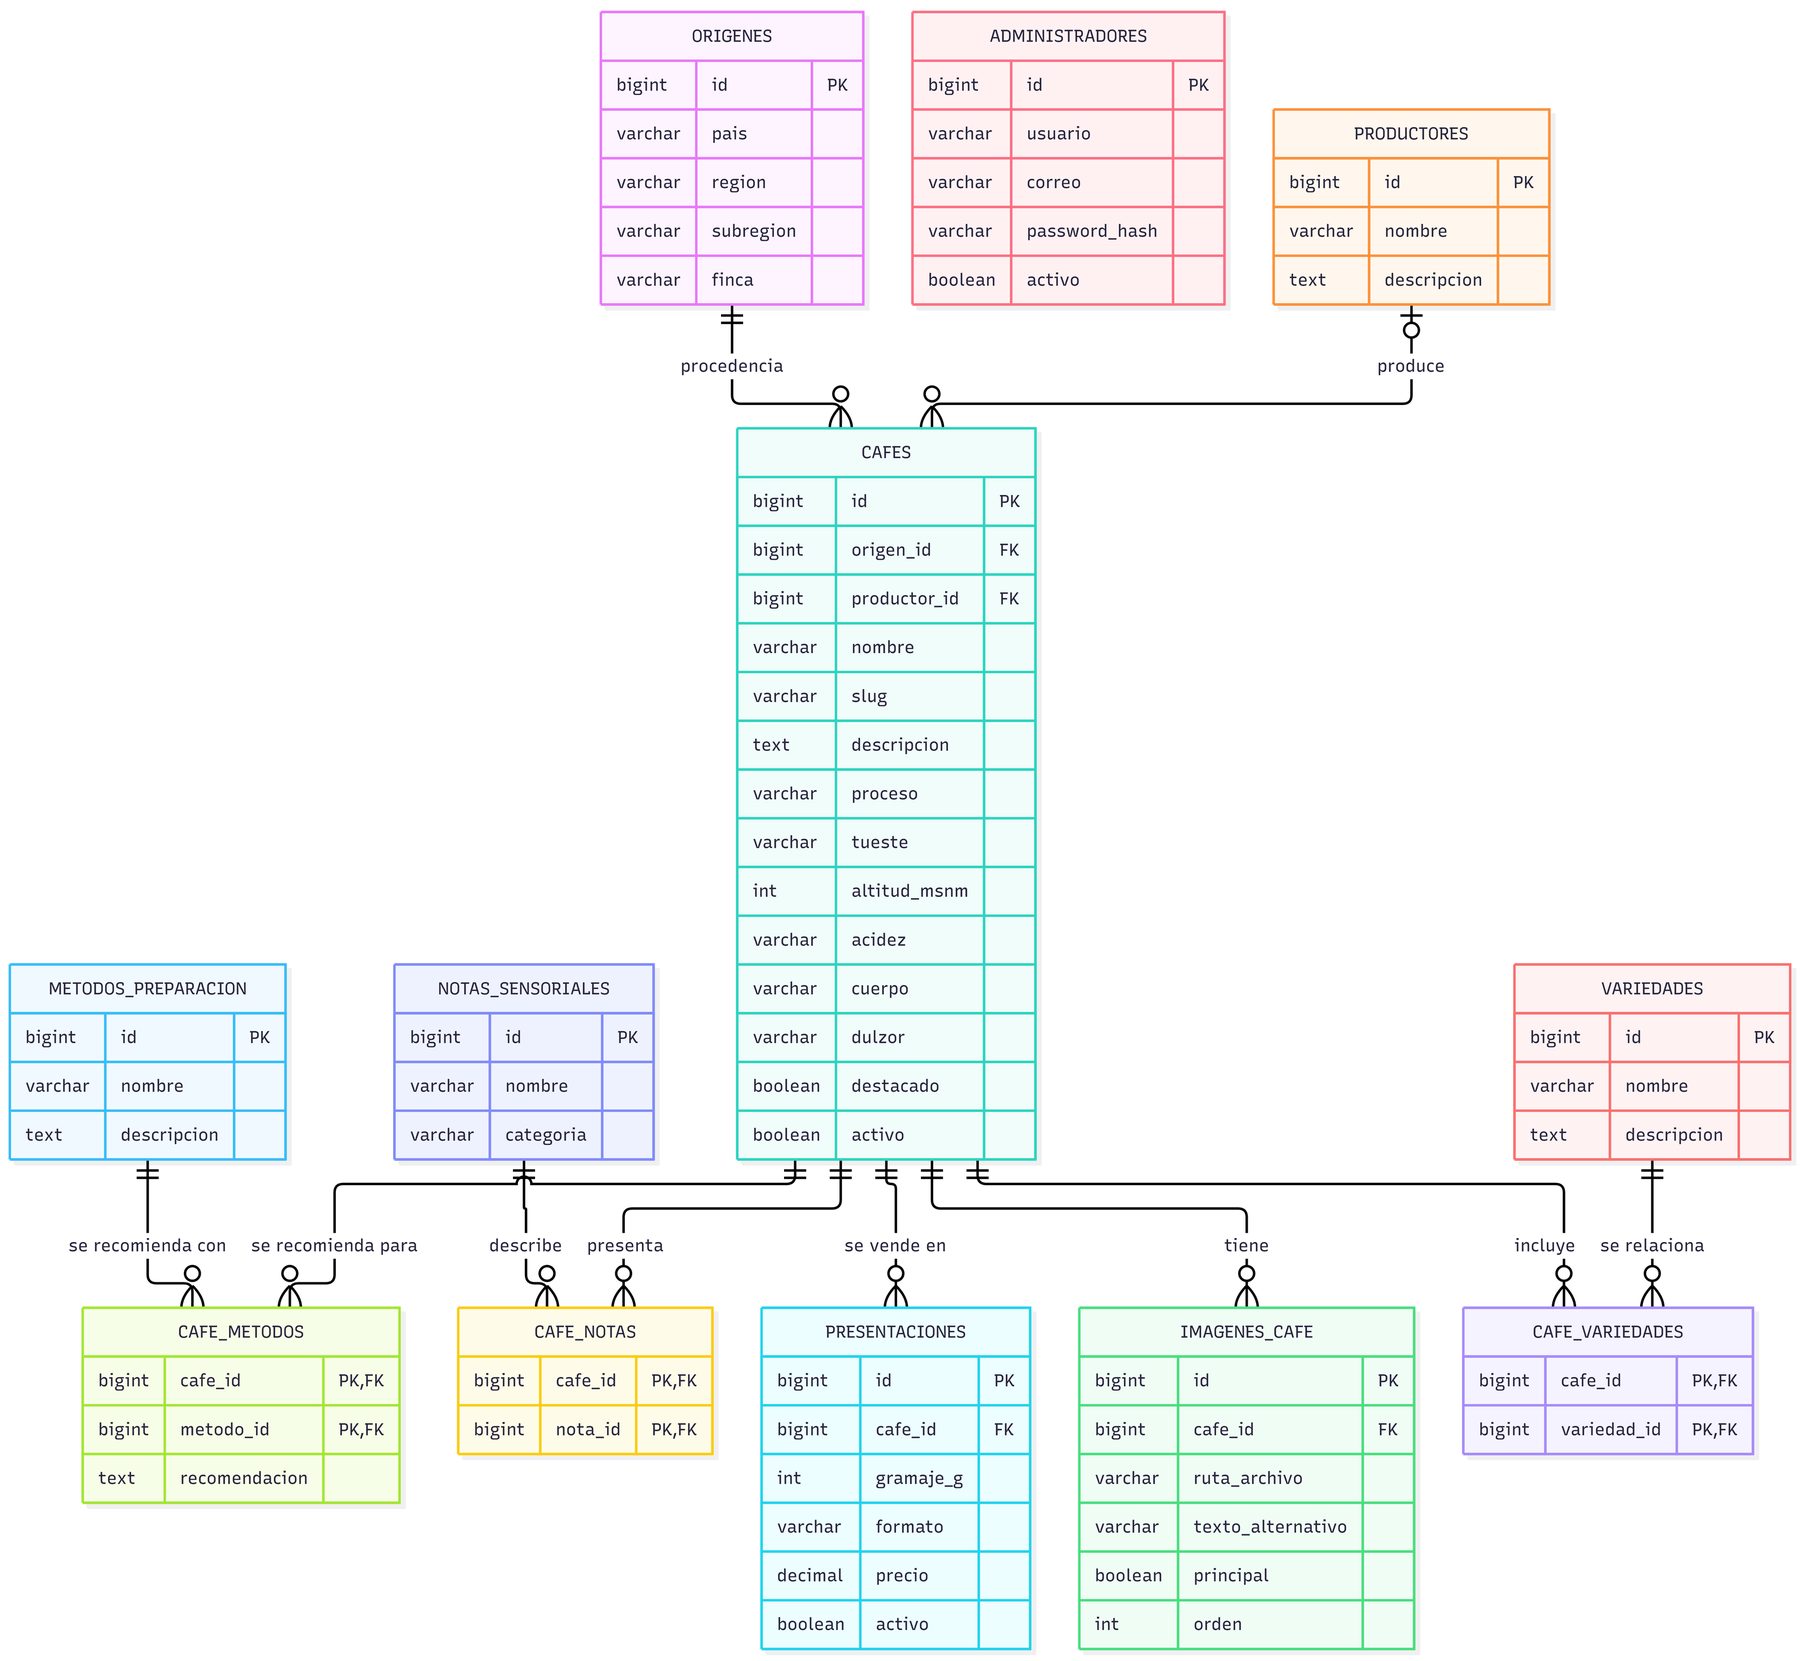 ORIGENES
bigint id PK
varchar pais
varchar region
varchar subregion
varchar finca
ADMINISTRADORES
bigint id PK
varchar usuario
varchar correo
varchar password_hash
boolean activo
PRODUCTORES
bigint id PK
varchar nombre
text descripcion
procedencia
produce
CAFES
bigint id PK
bigint origen_id FK
bigint productor_id FK
varchar nombre
varchar slug
text descripcion
varchar proceso
varchar tueste
int altitud_msnm
varchar acidez
varchar cuerpo
varchar dulzor
boolean destacado
boolean activo
METODOS_PREPARACION
bigint id PK
varchar nombre
text descripcion
NOTAS_SENSORIALES
bigint id PK
varchar nombre
varchar categoria
VARIEDADES
bigint id PK
varchar nombre
text descripcion
se recomienda con
se recomienda para
describe
presenta
se vende en
tiene
incluye
se relaciona
CAFE_METODOS
bigint cafe_id PK,FK
bigint metodo_id PK,FK
text recomendacion
CAFE_NOTAS
bigint cafe_id PK,FK
bigint nota_id PK,FK
PRESENTACIONES
bigint id PK
bigint cafe_id FK
int gramaje_g
varchar formato
decimal precio
boolean activo
IMAGENES_CAFE
bigint id PK
bigint cafe_id FK
varchar ruta_archivo
varchar texto_alternativo
boolean principal
int orden
CAFE_VARIEDADES
bigint cafe_id PK,FK
bigint variedad_id PK,FK